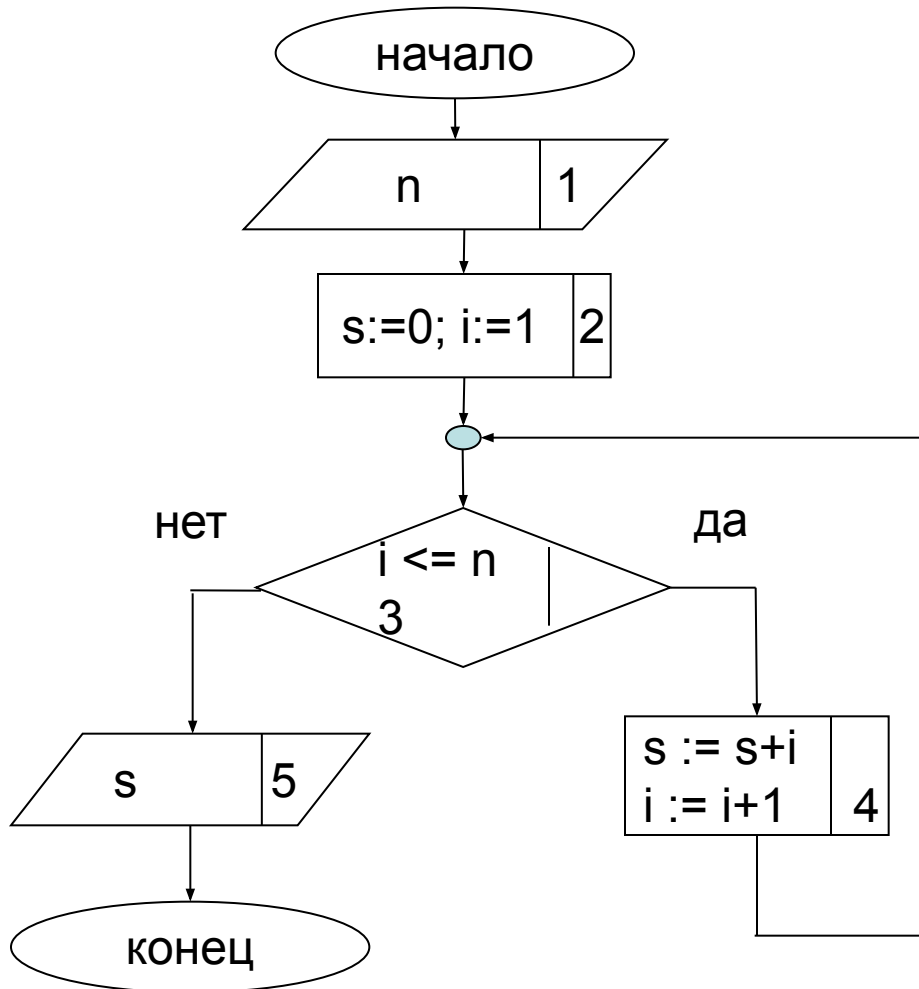 начало
n 1
s:=0; i:=1 2
нет
да
i <= n
3
s 5
s := s+i
i := i+1 4
конец